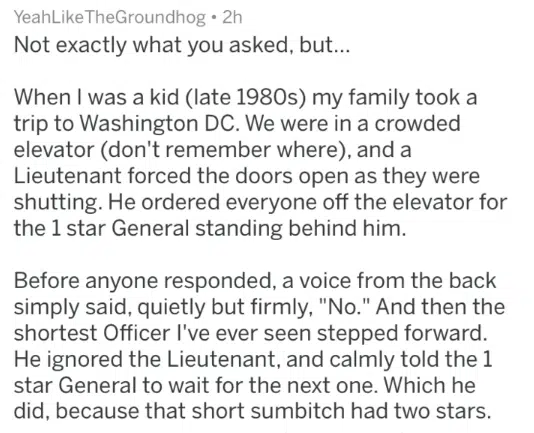 YeahLikeTheGroundhog • 2h
Not exactly what you asked, but...
When I was a kid (late 1980s) my family took a
trip to Washington DC. We were in a crowded
elevator (don't remember where), and a
Lieutenant forced the doors open as they were
shutting. He ordered everyone off the elevator for
the 1 star General standing behind him.
Before anyone responded, a voice from the back
simply said, quietly but firmly, "No." And then the
shortest Officer I've ever seen stepped forward.
He ignored the Lieutenant, and calmly told the 1
star General to wait for the next one. Which he
did, because that short sumbitch had two stars.